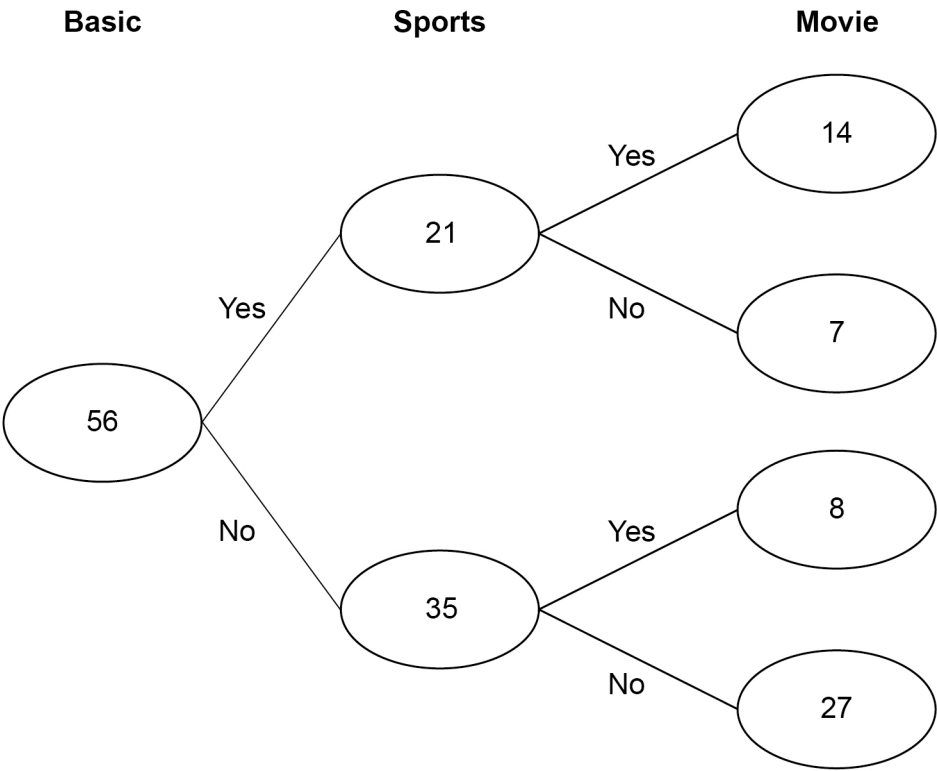 Basic Sports Movie
14
Yes
21
Yes
No
7
56
No
8
Yes
35
No
27